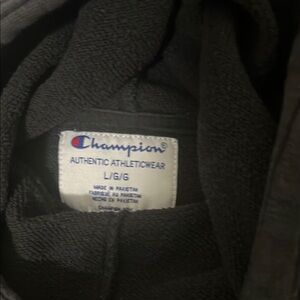 Champion®
AUTHENTIC ATHLETICWEAR
L/G/G
MADE IN PAKISTAN
FABRIQUÉ AU PAKISTAN
HECHO EN PAKISTAN